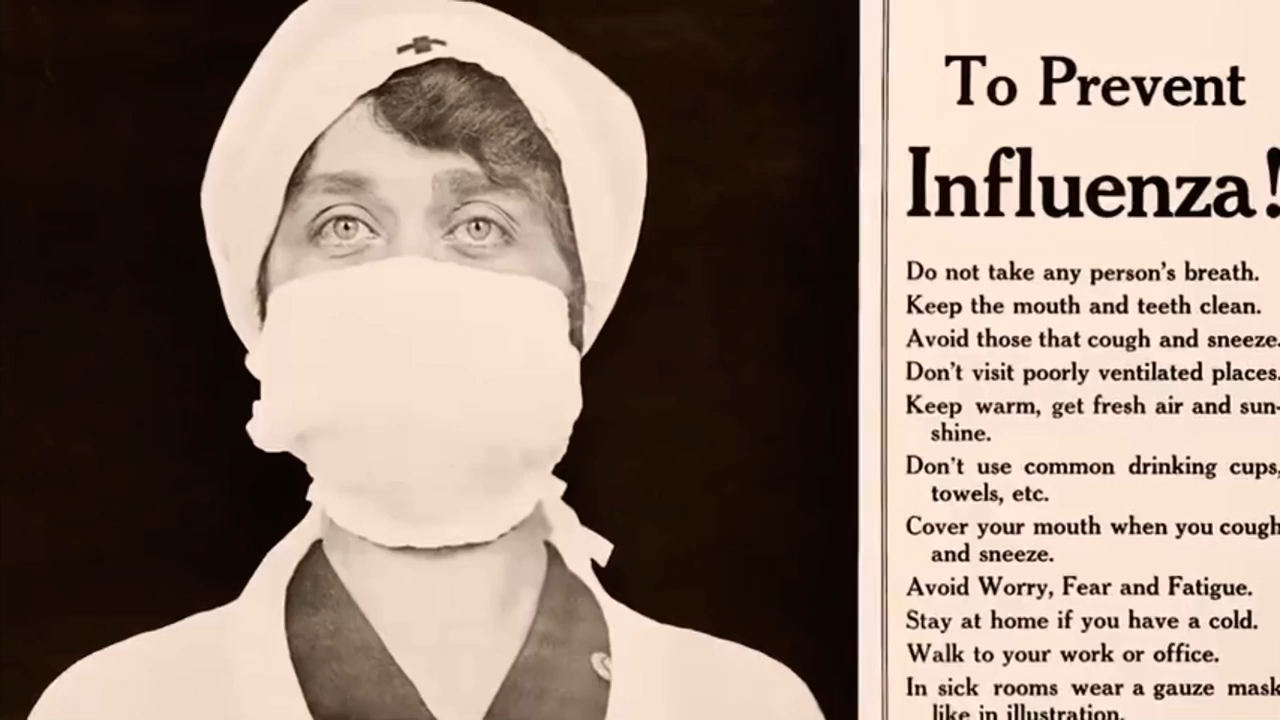 To Prevent
Influenza!
Do not take any person's breath.
Keep the mouth and teeth clean.
Avoid those that cough and sneeze.
Don't visit poorly ventilated places.
Keep warm, get fresh air and sun-
shine.
Don't use common drinking cups,
towels, etc.
Cover your mouth when you cough
and sneeze.
Avoid Worry, Fear and Fatigue.
Stay at home if you have a cold.
Walk to your work or office.
In sick rooms wear a gauze mask
like in illustration.